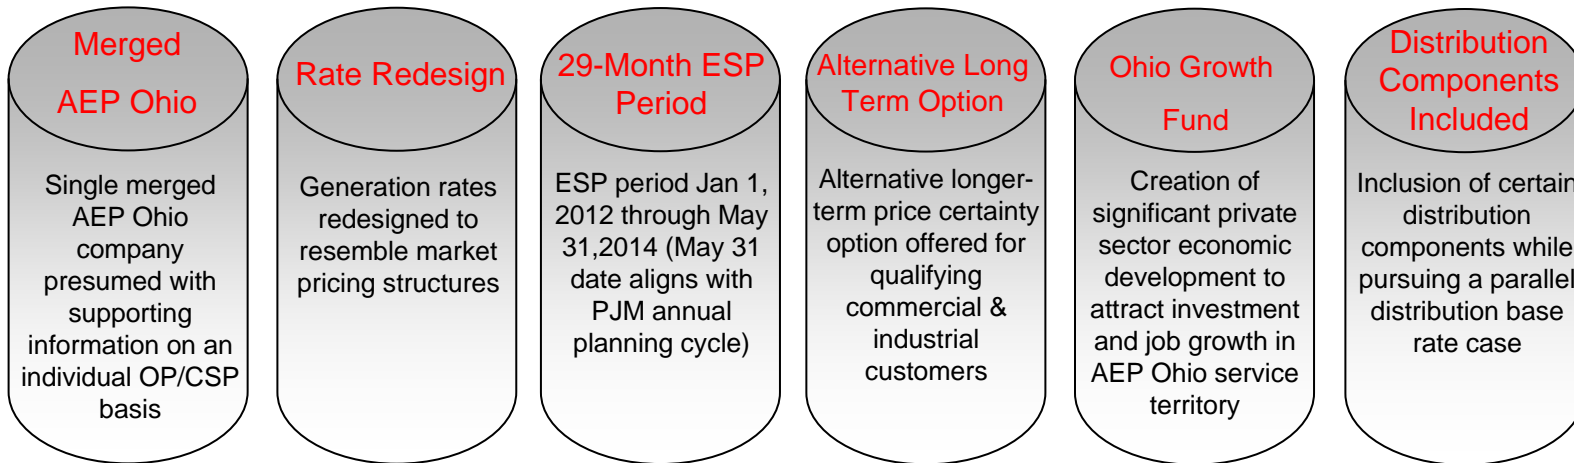 Merged
AEP Ohio
Single merged
AEP Ohio
company
presumed with
supporting
information on an
individual OP/CSP
basis
Rate Redesign
Generation rates
redesigned to
resemble market
pricing structures
29-Month ESP
Period
ESP period Jan 1,
2012 through May
31,2014 (May 31
date aligns with
PJM annual
planning cycle)
Alternative Long
Term Option
Alternative longer-
term price certainty
option offered for
qualifying
commercial &
industrial
customers
Ohio Growth
Fund
Creation of
significant private
sector economic
development to
attract investment
and job growth in
AEP Ohio service
territory
Distribution
Components
Included
Inclusion of certain
distribution
components while
pursuing a parallel
distribution base
rate case